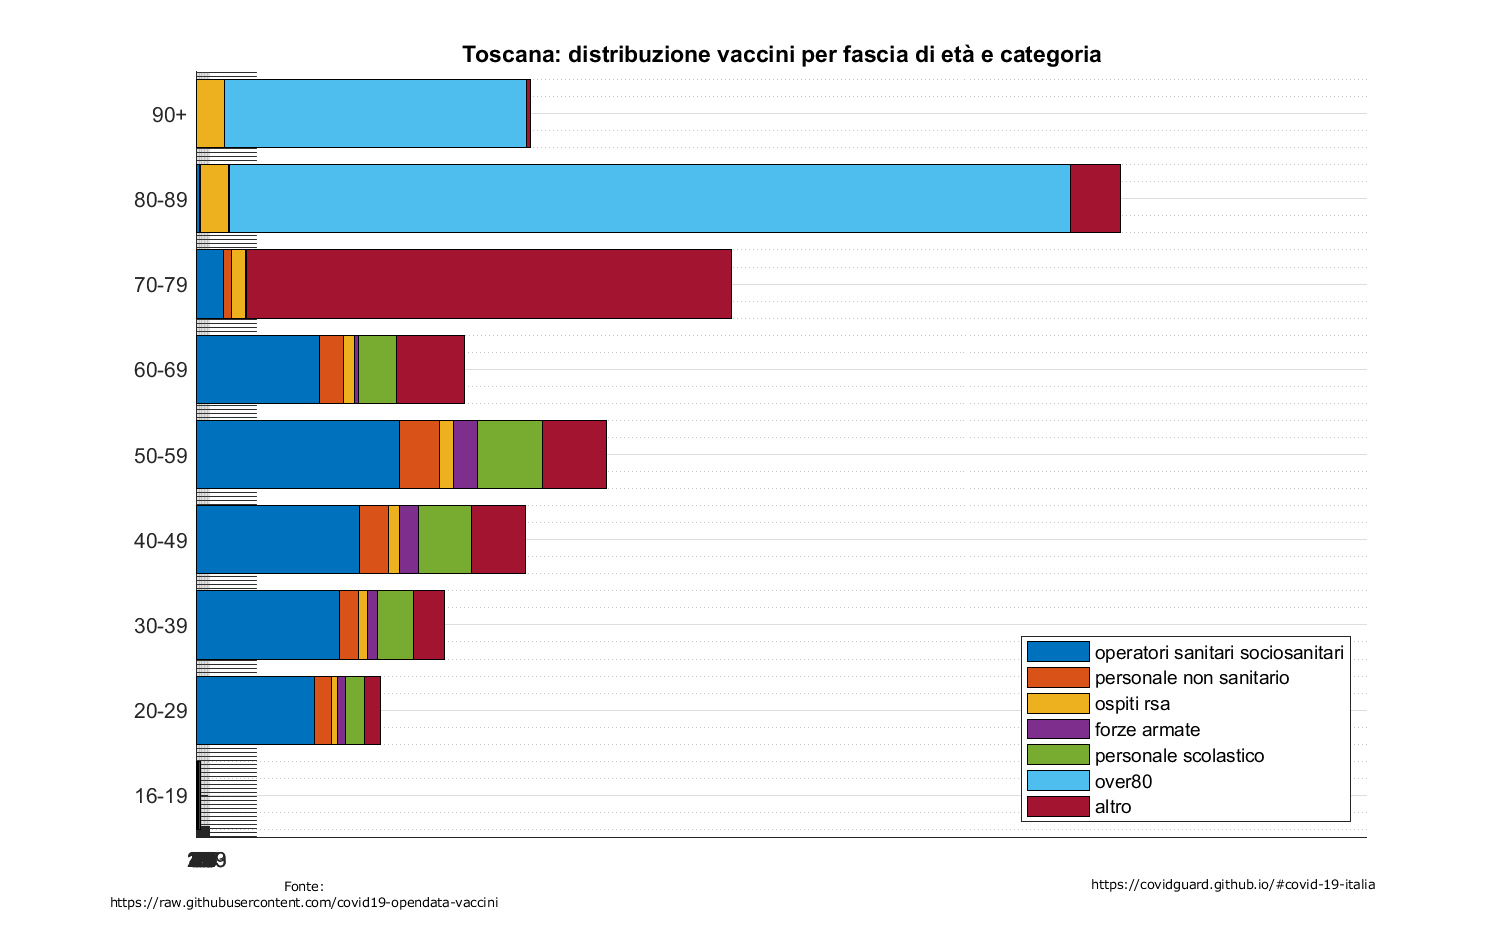 Toscana: distribuzione vaccini per fascia di età e categoria
90+
80-89
70-79
60-69
50-59
40-49
30-39
20-29
16-19
operatori sanitari sociosanitari
personale non sanitario
ospiti rsa
forze armate
personale scolastico
over80
altro
Fonte:
https://raw.githubusercontent.com/covid19-opendata-vaccini
https://covidguard.github.io/#covid-19-italia